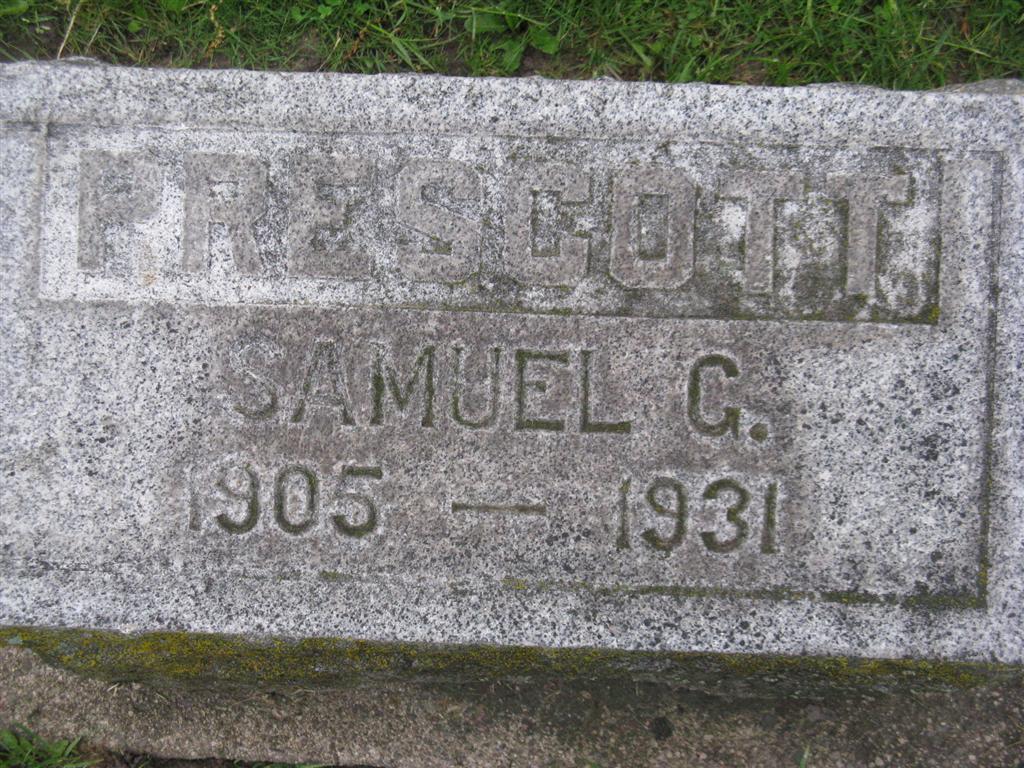 PRESCOTT
SAMUEL G.
1905 — 1931